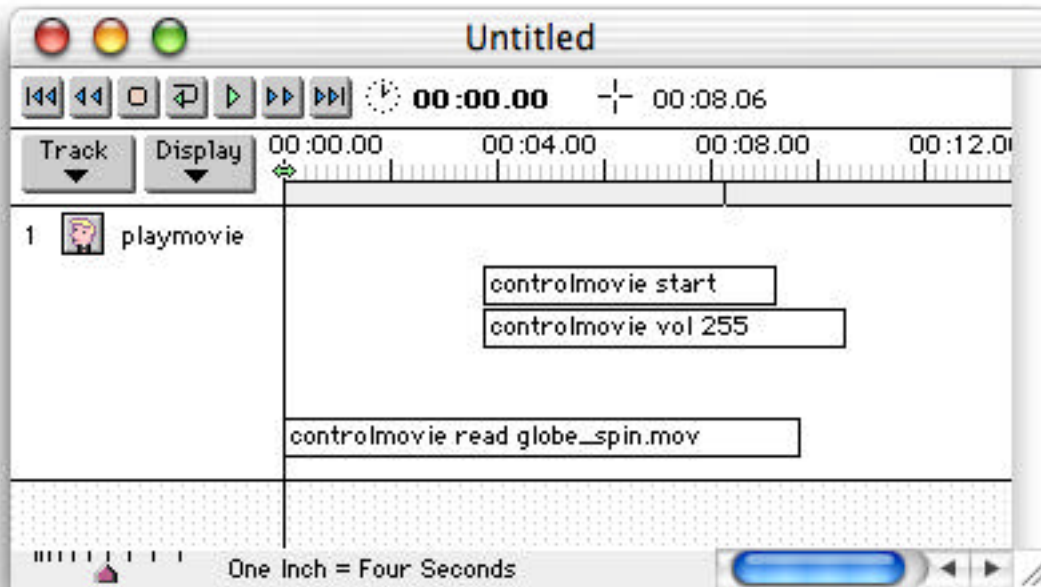 Untitled
00:00.00 00:08.06
Track Display 00:00.00 00:04.00 00:08.00 00:12.0
1 playmovie
controlmovie start
controlmovie vol 255
controlmovie read globe_spin.mov
One Inch = Four Seconds